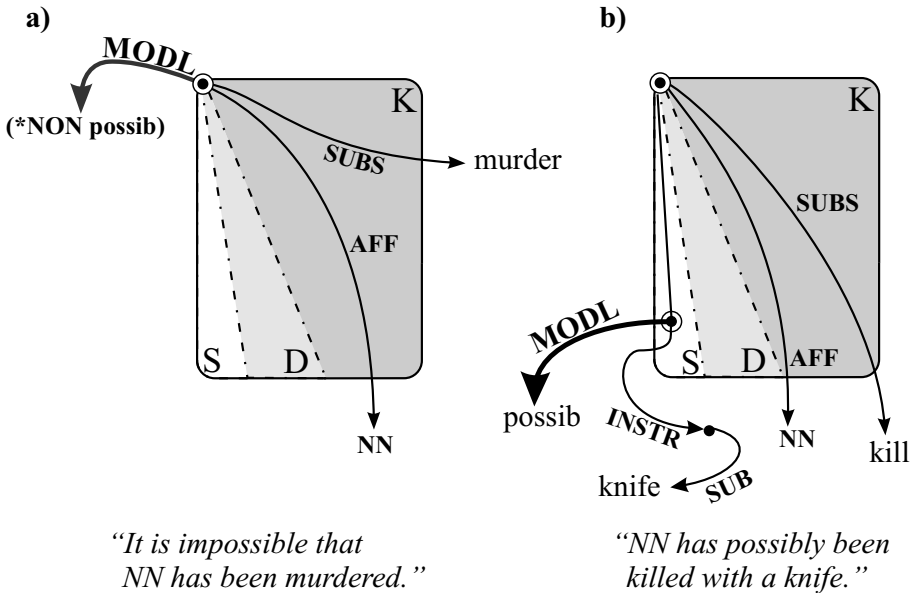 a)
MODL
(*NON possib)
K
SUBS
murder
AFF
S
D
NN
"It is impossible that
NN has been murdered."
b)
K
SUBS
MODL
S
D
AFF
possib
INSTR
NN
kill
knife
SUB
"NN has possibly been
killed with a knife."